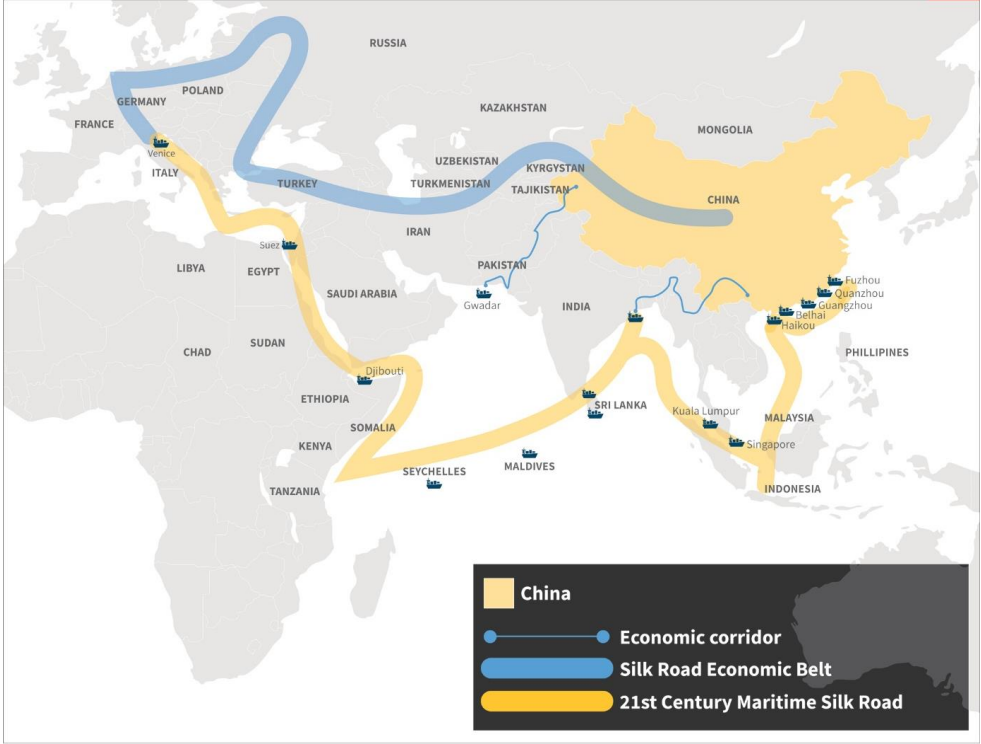 RUSSIA
POLAND
GERMANY
KAZAKHSTAN
FRANCE
MONGOLIA
Venice
UZBEKISTAN
KYRGYSTAN
ITALY
TURKEY
TURKMENISTAN
TAJIKISTAN
CHINA
IRAN
Suez
LIBYA
EGYPT
PAKISTAN
SAUDI ARABIA
Gwadar
INDIA
Fuzhou
Quanzhou
Guangzhou
Belhai
Haikou
SUDAN
CHAD
PHILLIPINES
Djibouti
ETHIOPIA
SRI LANKA
Kuala Lumpur
MALAYSIA
SOMALIA
KENYA
Singapore
SEYCHELLES
MALDIVES
TANZANIA
INDONESIA
China
Economic corridor
Silk Road Economic Belt
21st Century Maritime Silk Road